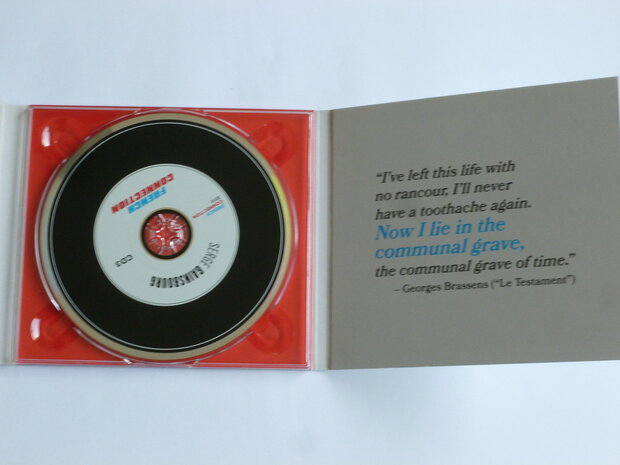 FRENCH
CONNECTION
SERGE GAINSBOURG
CD3
“I’ve left this life with
no rancour, I’ll never
have a toothache again.
Now I lie in the
communal grave,
the communal grave of time.”
– Georges Brassens (“Le Testament”)